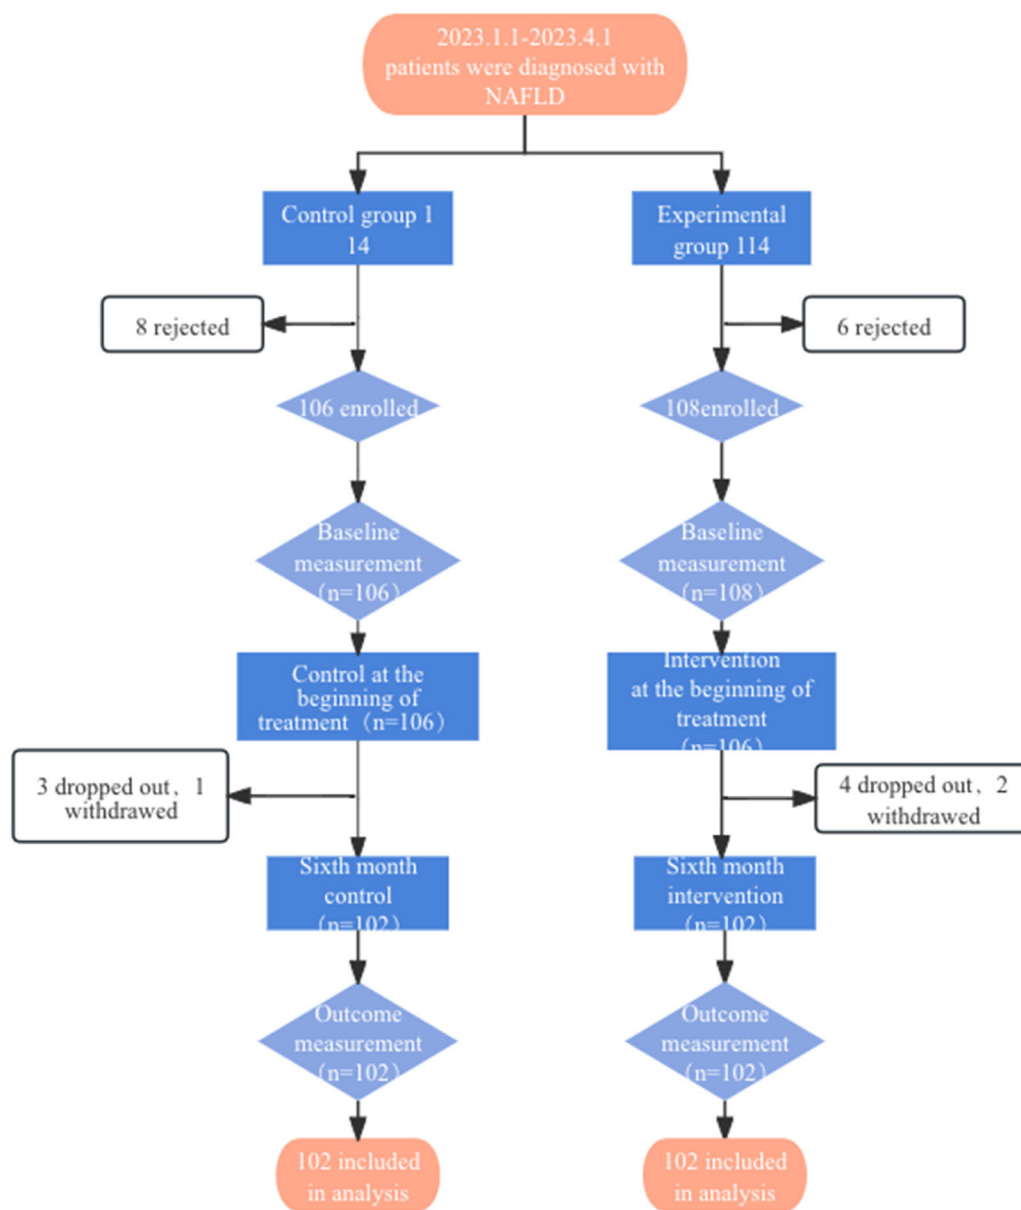 2023.1.1-2023.4.1
patients were diagnosed with
NAFLD
Control group 1
14
Experimental
group 114
8 rejected
6 rejected
106 enrolled
108enrolled
Baseline
measurement
（n=106）
Baseline
measurement
（n=108）
Control at the
beginning of
treatment（n=106）
Intervention
at the beginning of
treatment
（n=106）
3 dropped out，1
withdrawed
4 dropped out，2
withdrawed
Sixth month
control
（n=102）
Sixth month
intervention
（n=102）
Outcome
measurement
（n=102）
Outcome
measurement
（n=102）
102 included
in analysis
102 included
in analysis